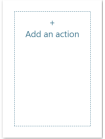 +
Add an action